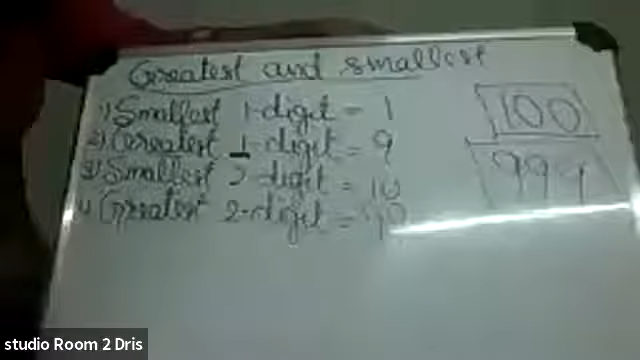 Greatest and smallest
1) Smallest 1-digit = 1
2) Greatest 1-digit = 9
3) Smallest 2-digit = 10
4) Greatest 2-digit =
100
999
studio Room 2 Dris